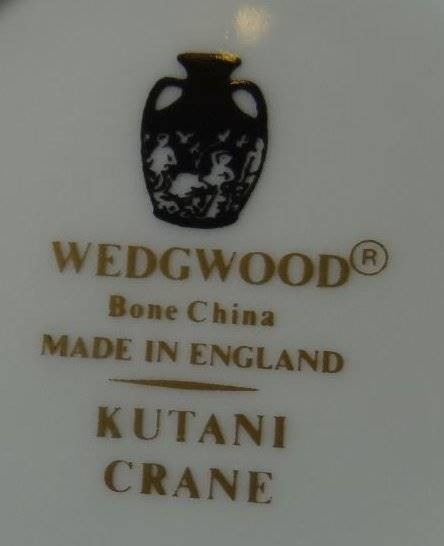 WEDGWOOD®
Bone China
MADE IN ENGLAND
KUTANI
CRANE